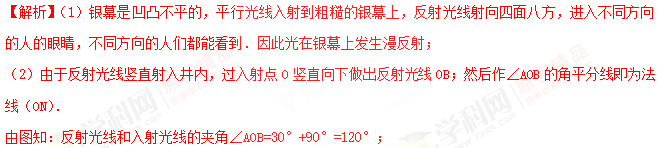 【解析】（1）银幕是凹凸不平的，平行光线入射到粗糙的银幕上，反射光线射向四面八方，进入不同方向
的人的眼睛，不同方向的人们都能看到．因此光在银幕上发生漫反射；
（2）由于反射光线竖直射入井内，过入射点 O 竖直向下做出反射光线 OB；然后作∠AOB 的角平分线即为法
线（ON）．
由图知：反射光线和入射光线的夹角∠AOB=30°+90°=120°；